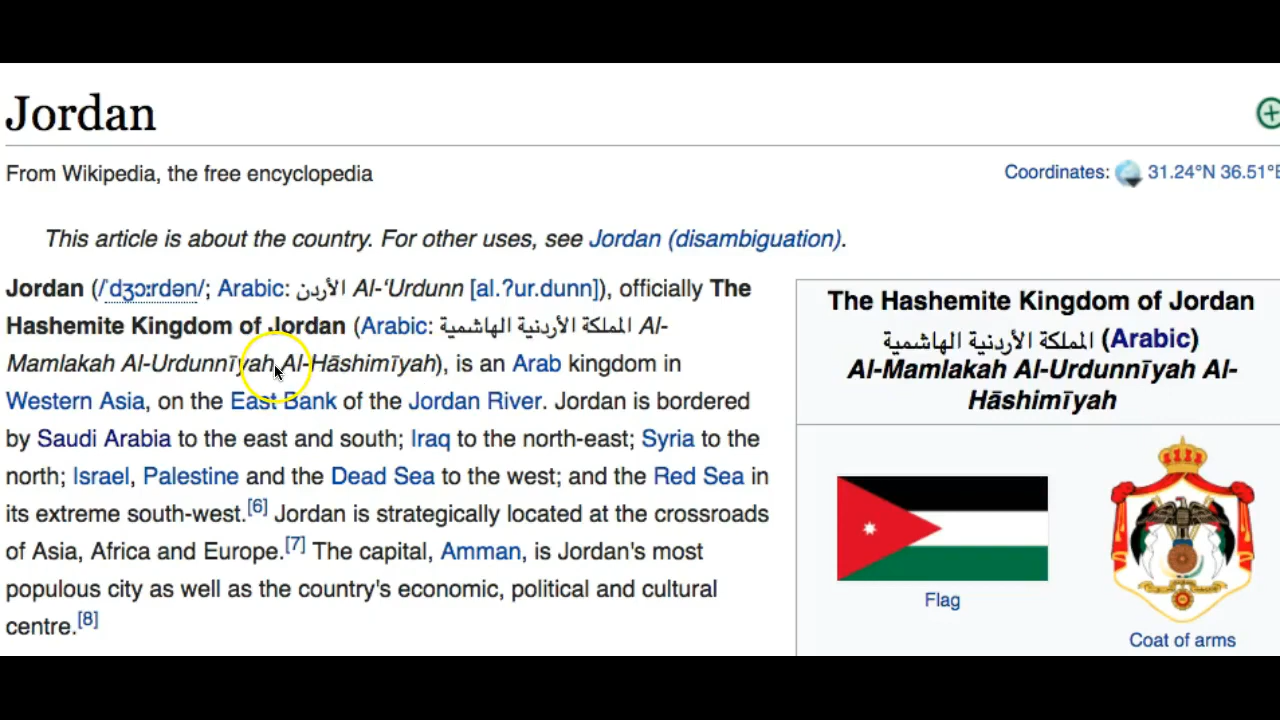 Jordan
From Wikipedia, the free encyclopedia
Coordinates: 31.24°N 36.51°E
This article is about the country. For other uses, see Jordan (disambiguation).
Jordan (/ˈdʒɔːrdən/; Arabic: الأردن Al-‘Urdunn [al.?ur.dunn]), officially The
Hashemite Kingdom of Jordan (Arabic: المملكة الأردنية الهاشمية Al-
Mamlakah Al-Urdunnīyah Al-Hāshimīyah), is an Arab kingdom in
Western Asia, on the East Bank of the Jordan River. Jordan is bordered
by Saudi Arabia to the east and south; Iraq to the north-east; Syria to the
north; Israel, Palestine and the Dead Sea to the west; and the Red Sea in
its extreme south-west.[6] Jordan is strategically located at the crossroads
of Asia, Africa and Europe.[7] The capital, Amman, is Jordan's most
populous city as well as the country's economic, political and cultural
centre.[8]
The Hashemite Kingdom of Jordan
المملكة الأردنية الهاشمية (Arabic)
Al-Mamlakah Al-Urdunnīyah Al-
Hāshimīyah
Flag
Coat of arms